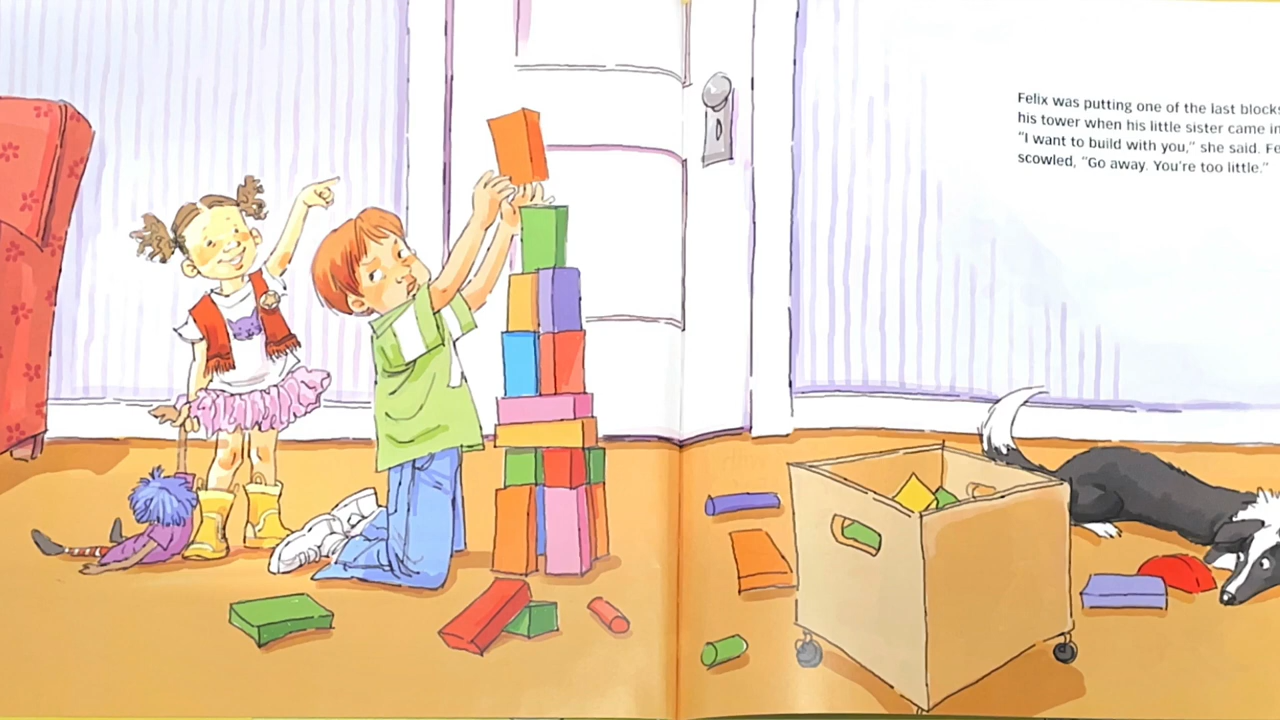 Felix was putting one of the last blocks
his tower when his little sister came in
"I want to build with you," she said. Fe
scowled, "Go away. You're too little."